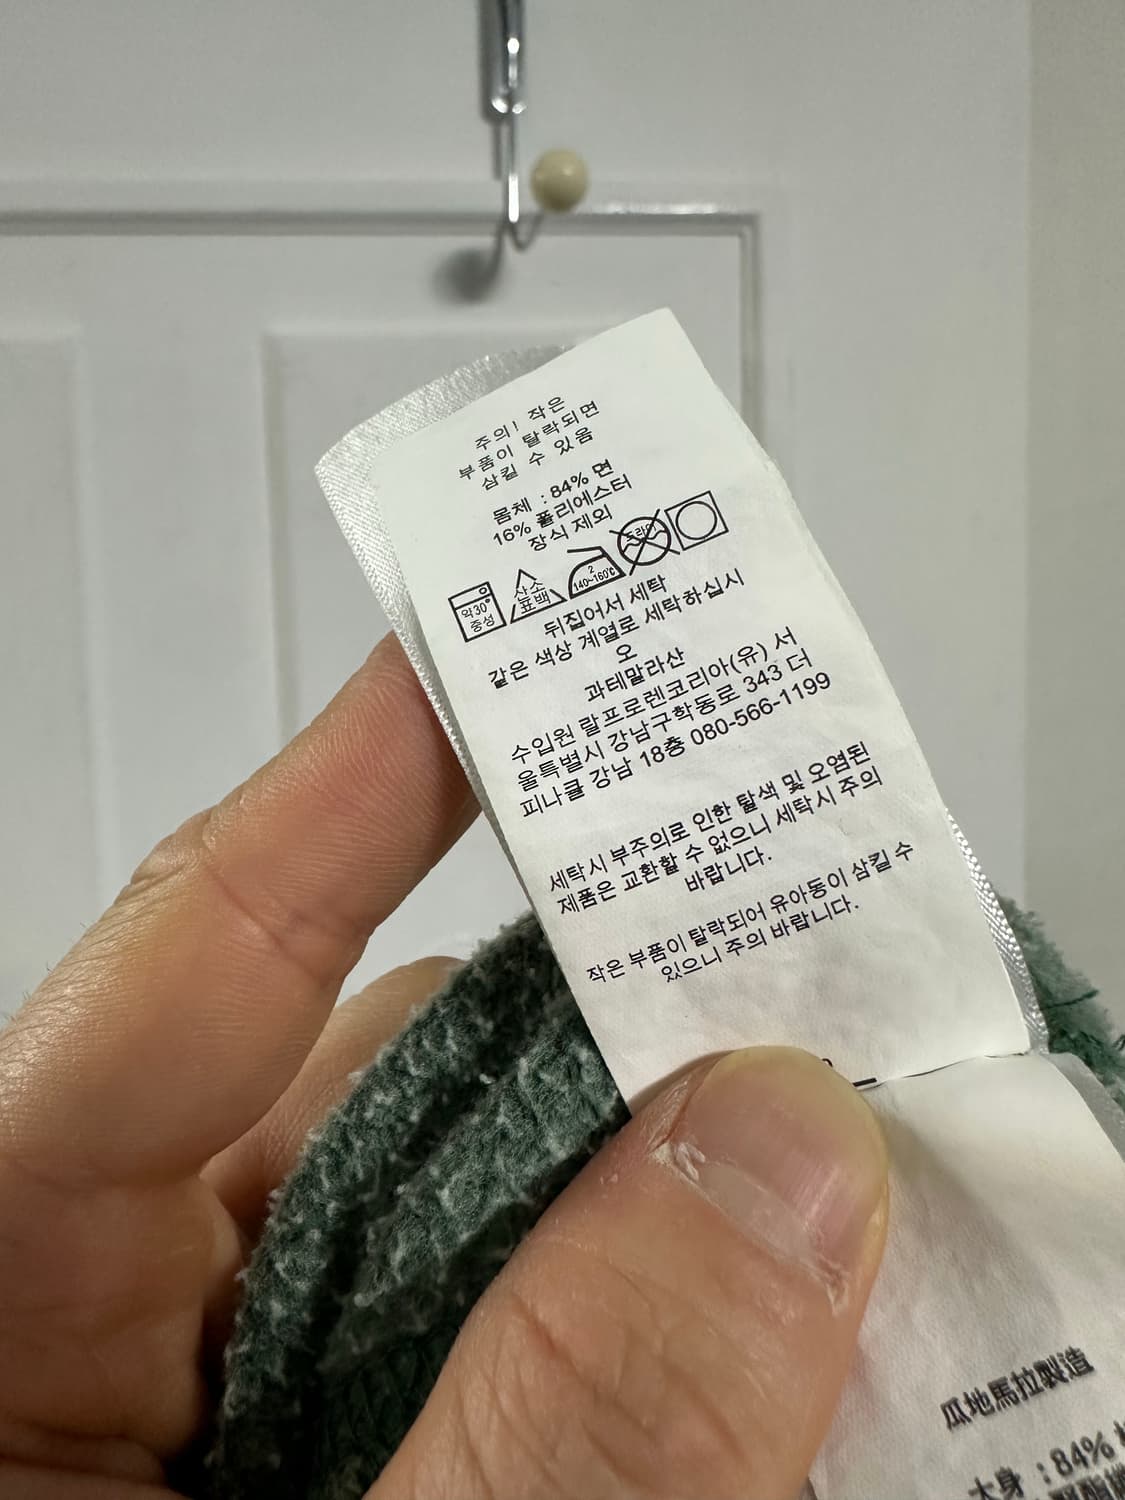 주의! 작은
부품이 탈락되면
삼킬 수 있음
몸체 : 84% 면
16% 폴리에스터
장식 제외
약30°
중성
산소
표백
2
140~160℃
드라이
뒤집어서 세탁
같은 색상 계열로 세탁하십시
오
과테말라산
수입원 랄프로렌코리아(유) 서
울특별시 강남구학동로 343 더
피나클 강남 18층 080-566-1199
세탁시 부주의로 인한 탈색 및 오염된
제품은 교환할 수 없으니 세탁시 주의
바랍니다.
작은 부품이 탈락되어 유아동이 삼킬 수
있으니 주의 바랍니다.
瓜地馬拉製造
大身 : 84%